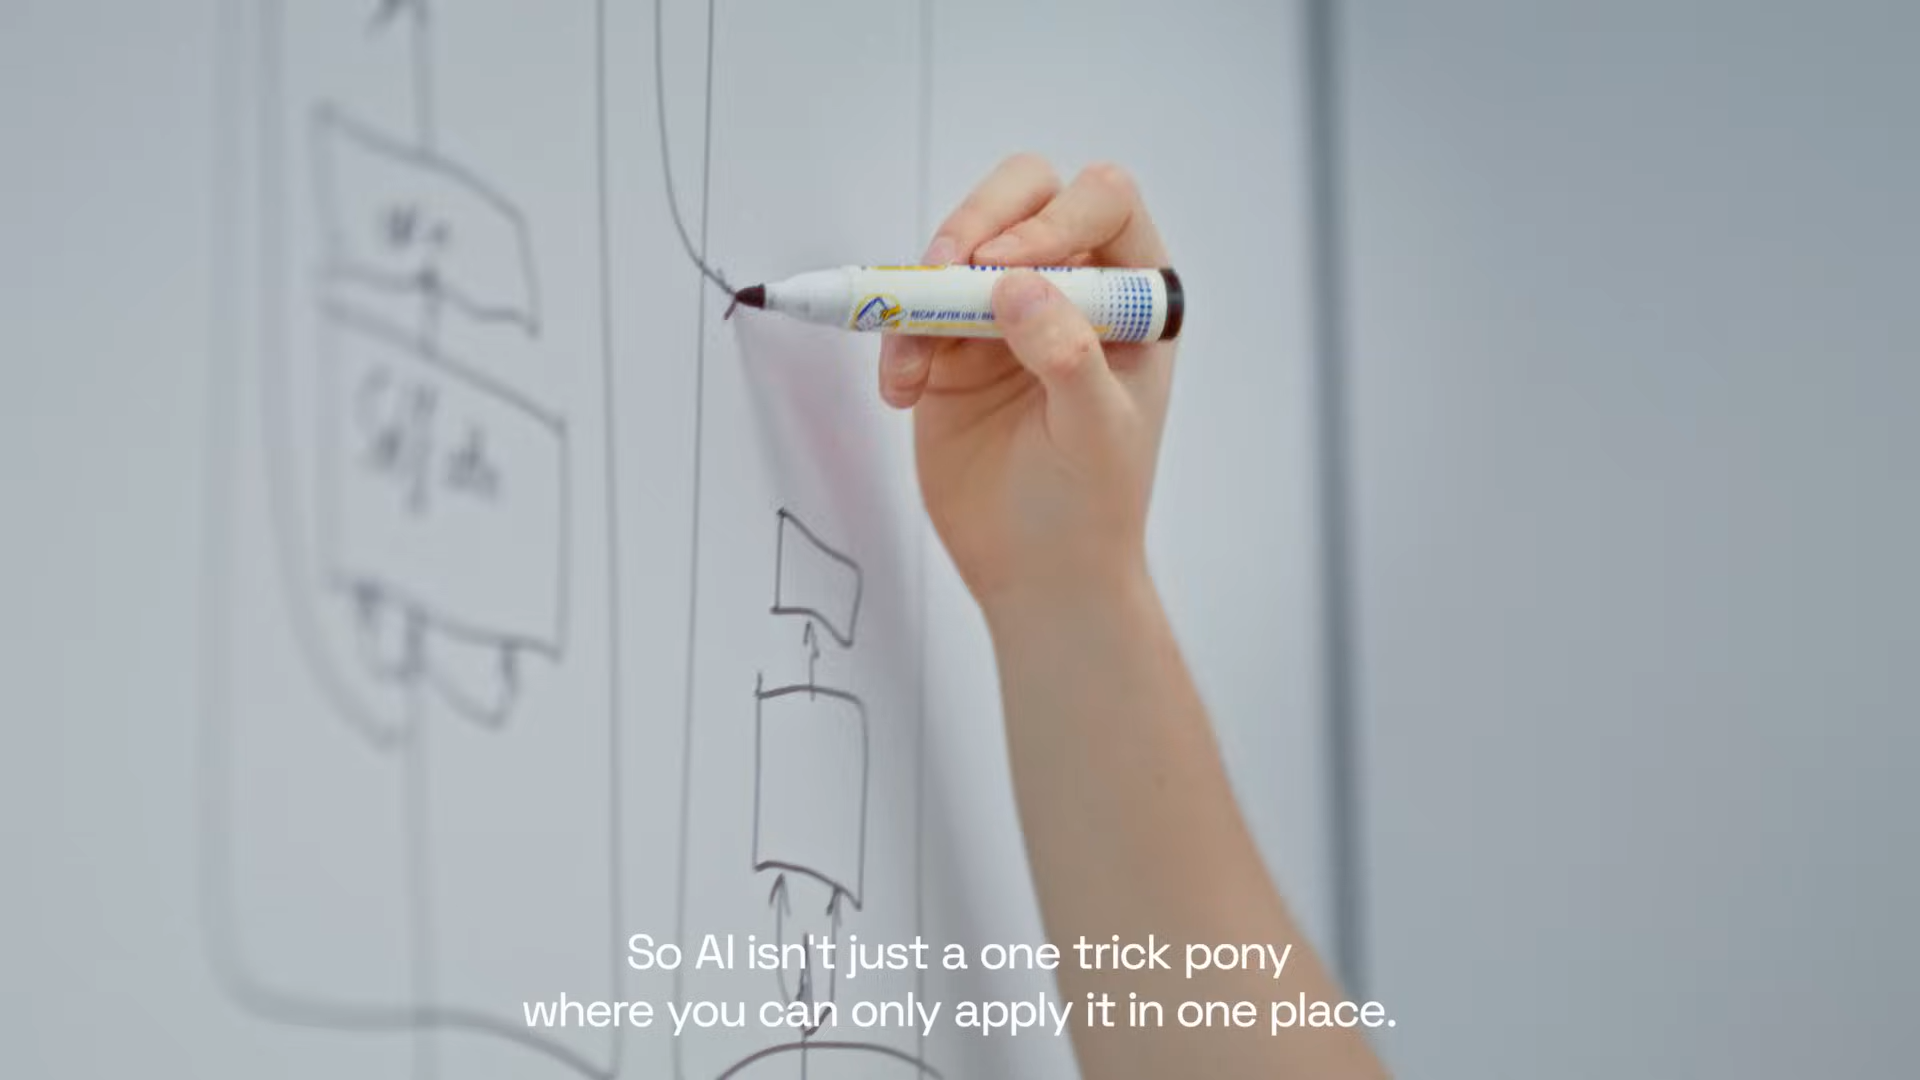 RECAP AFTER USE
So AI isn't just a one trick pony
where you can only apply it in one place.